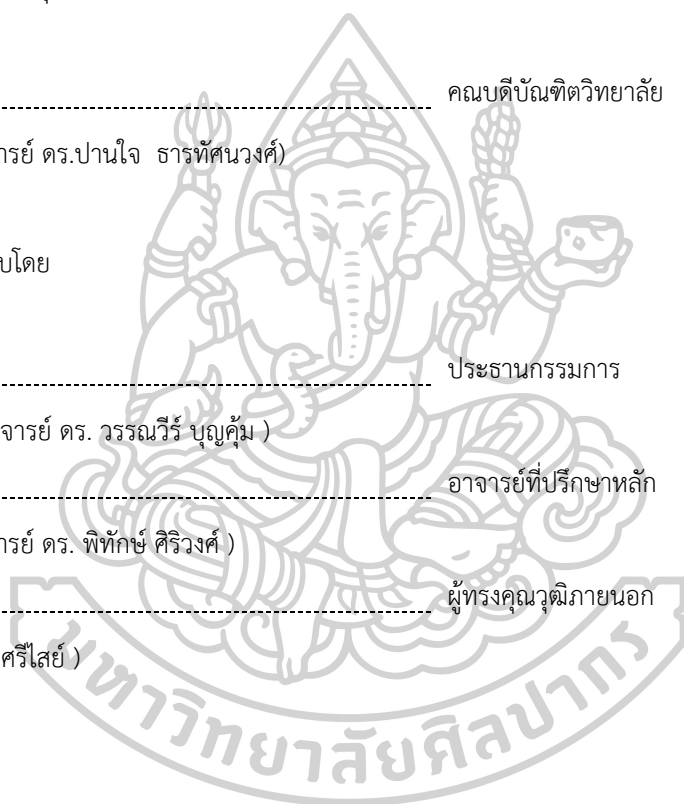 คณบดีบัณฑิตวิทยาลัย
ารย์ ดร.ปานใจ ธารทัศนวงศ์)
บโดย
ประธานกรรมการ
จารย์ ดร. วรรณวีร์ บุญคุ้ม )
อาจารย์ที่ปรึกษาหลัก
ารย์ ดร. พิทักษ์ ศิริวงศ์ )
ผู้ทรงคุณวุฒิภายนอก
ศรีไสย์ )
มหาวิทยาลัยศิลปากร